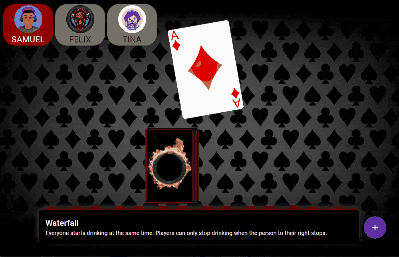 SAMUEL FELIX TINA
A
A
Waterfall
Everyone starts drinking at the same time. Players can only stop drinking when the person to their right stops.
+